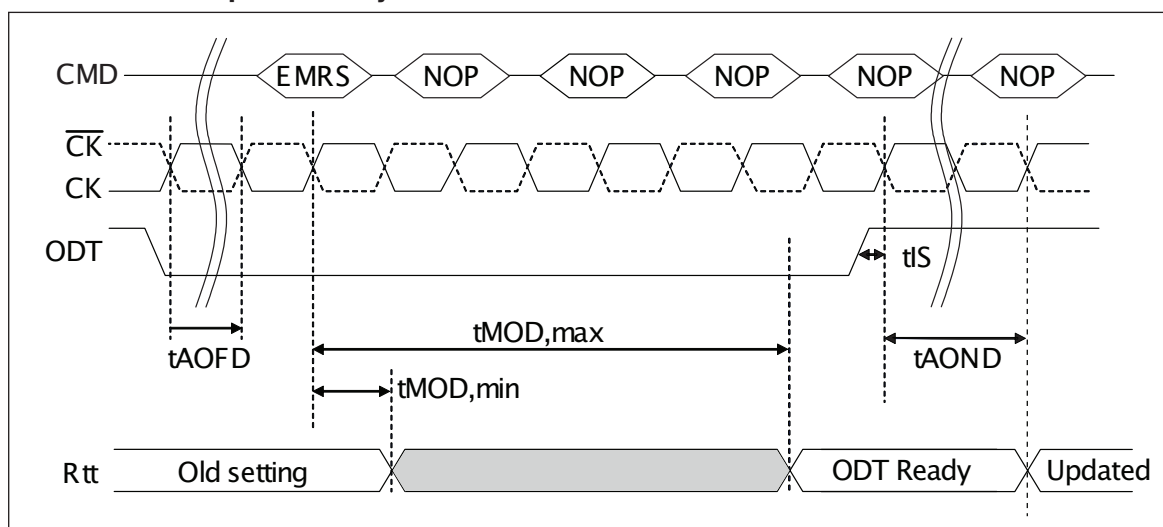 CMD EMRS NOP NOP NOP NOP NOP
CK
CK
ODT
tIS
tAOFD
tMOD,max
tAOND
tMOD,min
Rtt Old setting ODT Ready Updated